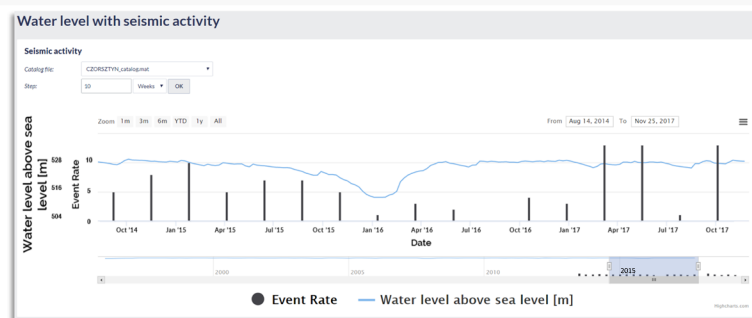 Water level with seismic activity
Seismic activity
Catalog file: CZORSZTYN_catalog.mat
Step: 10 Weeks OK
Zoom 1m 3m 6m YTD 1y All From Aug 14, 2014 To Nov 25, 2017
Water level above sea
level [m]
528
516
504
Event Rate
10
5
0
Oct '14 Jan '15 Apr '15 Jul '15 Oct '15 Jan '16 Apr '16 Jul '16 Oct '16 Jan '17 Apr '17 Jul '17 Oct '17
Date
2000 2005 2010 2015
Event Rate Water level above sea level [m]
Highcharts.com